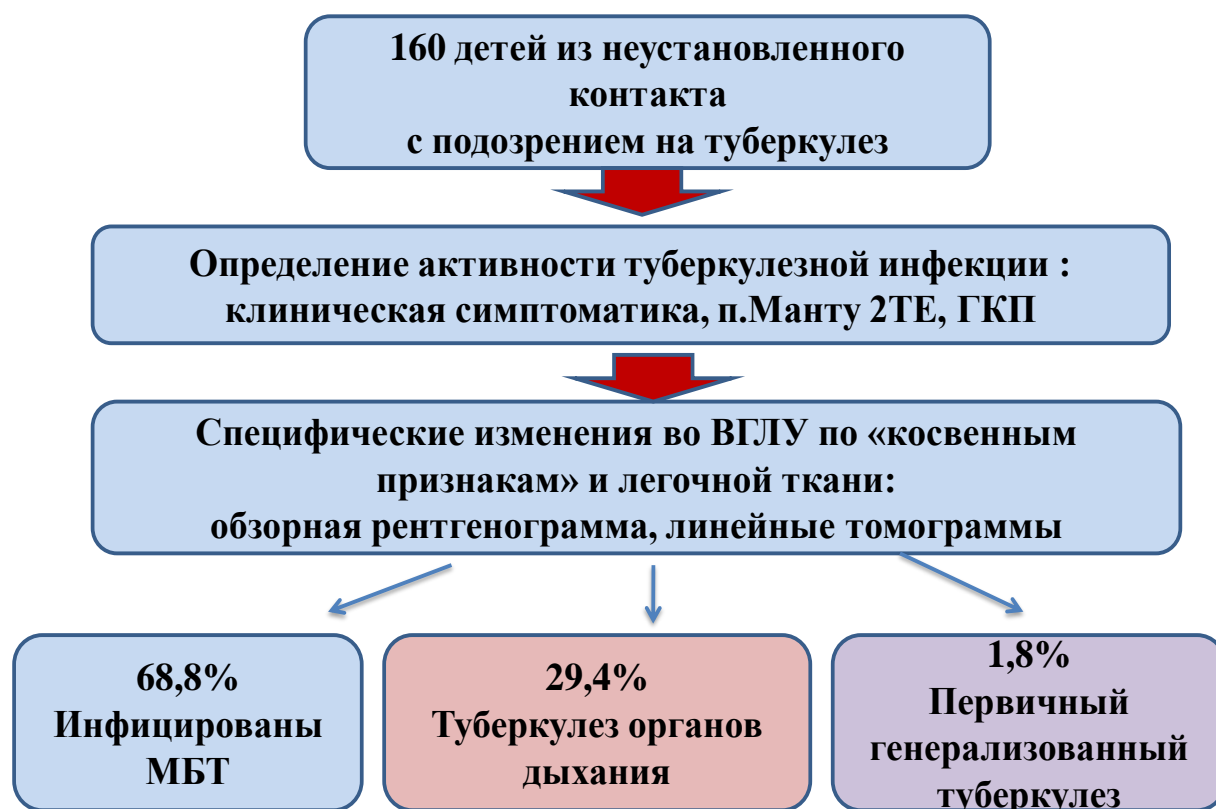 160 детей из неустановленного
контакта
с подозрением на туберкулез
Определение активности туберкулезной инфекции :
клиническая симптоматика, п.Манту 2ТЕ, ГКП
Специфические изменения во ВГЛУ по «косвенным
признакам» и легочной ткани:
обзорная рентгенограмма, линейные томограммы
68,8%
Инфицированы
МБТ
29,4%
Туберкулез органов
дыхания
1,8%
Первичный
генерализованный
туберкулез